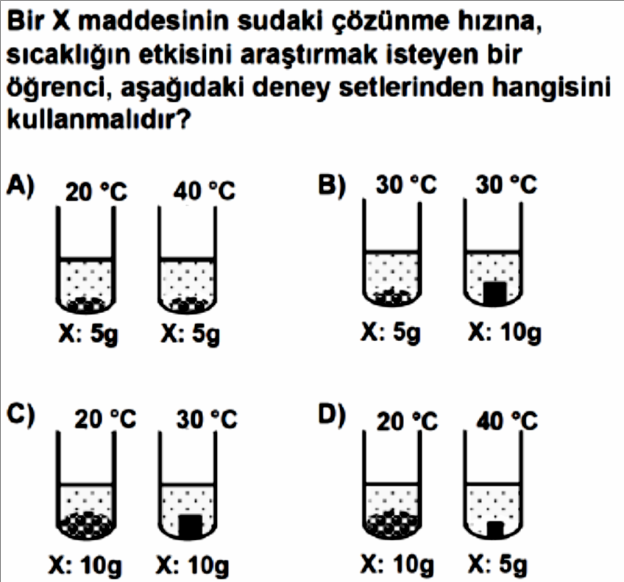 Bir X maddesinin sudaki çözünme hızına,
sıcaklığın etkisini araştırmak isteyen bir
öğrenci, aşağıdaki deney setlerinden hangisini
kullanmalıdır?
A) 20 °C 40 °C
X: 5g X: 5g
B) 30 °C 30 °C
X: 5g X: 10g
C) 20 °C 30 °C
X: 10g X: 10g
D) 20 °C 40 °C
X: 10g X: 5g